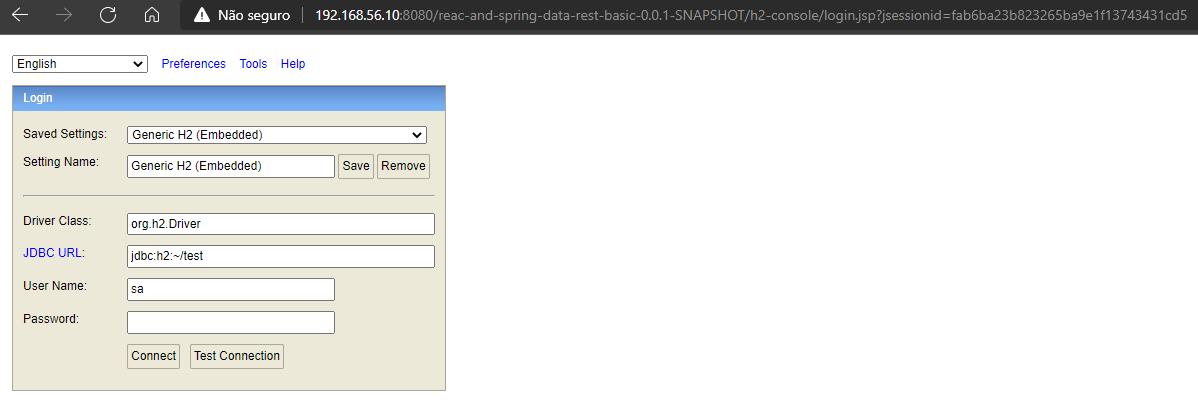 Não seguro 192.168.56.10:8080/reac-and-spring-data-rest-basic-0.0.1-SNAPSHOT/h2-console/login.jsp?jsessionid=fab6ba23b823265ba9e1f13743431cd5
English Preferences Tools Help
Login
Saved Settings: Generic H2 (Embedded)
Setting Name: Generic H2 (Embedded) Save Remove
Driver Class: org.h2.Driver
JDBC URL: jdbc:h2:~/test
User Name: sa
Password:
Connect Test Connection